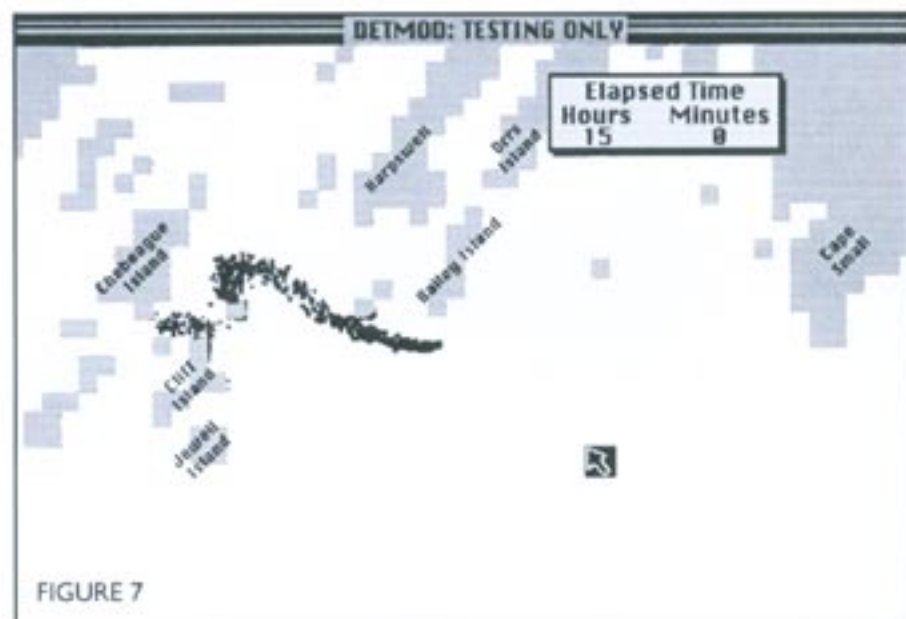 DETMOD: TESTING ONLY
Elapsed Time
Hours Minutes
15 0
Harpswell
Orrs
Island
Chebeague
Island
Bailey Island
Cape
Small
Cliff
Island
Jewell
Island
FIGURE 7